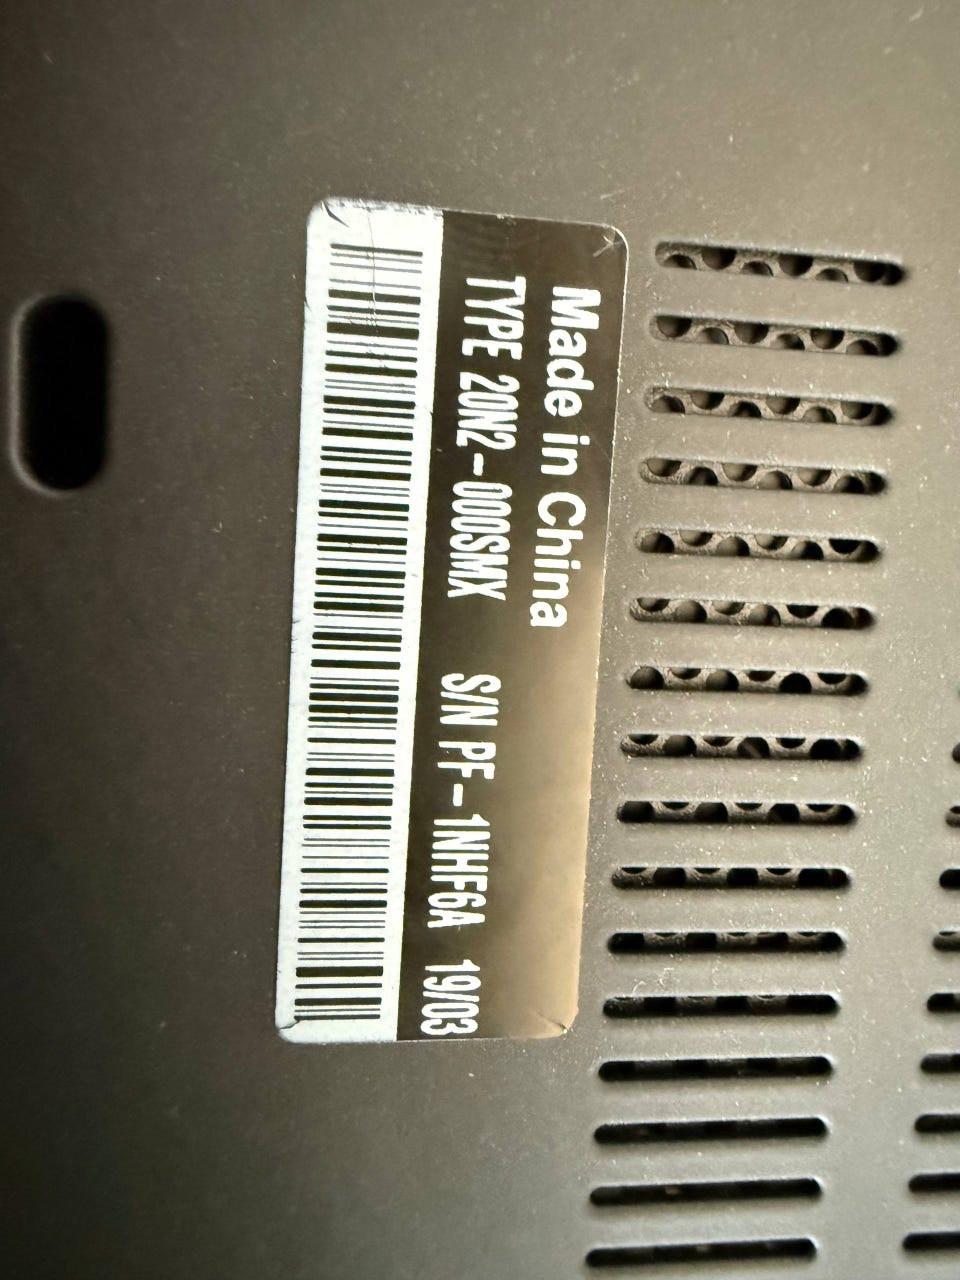 Made in China
TYPE 20N2-000SMX S/N PF-1NHF6A 19/03